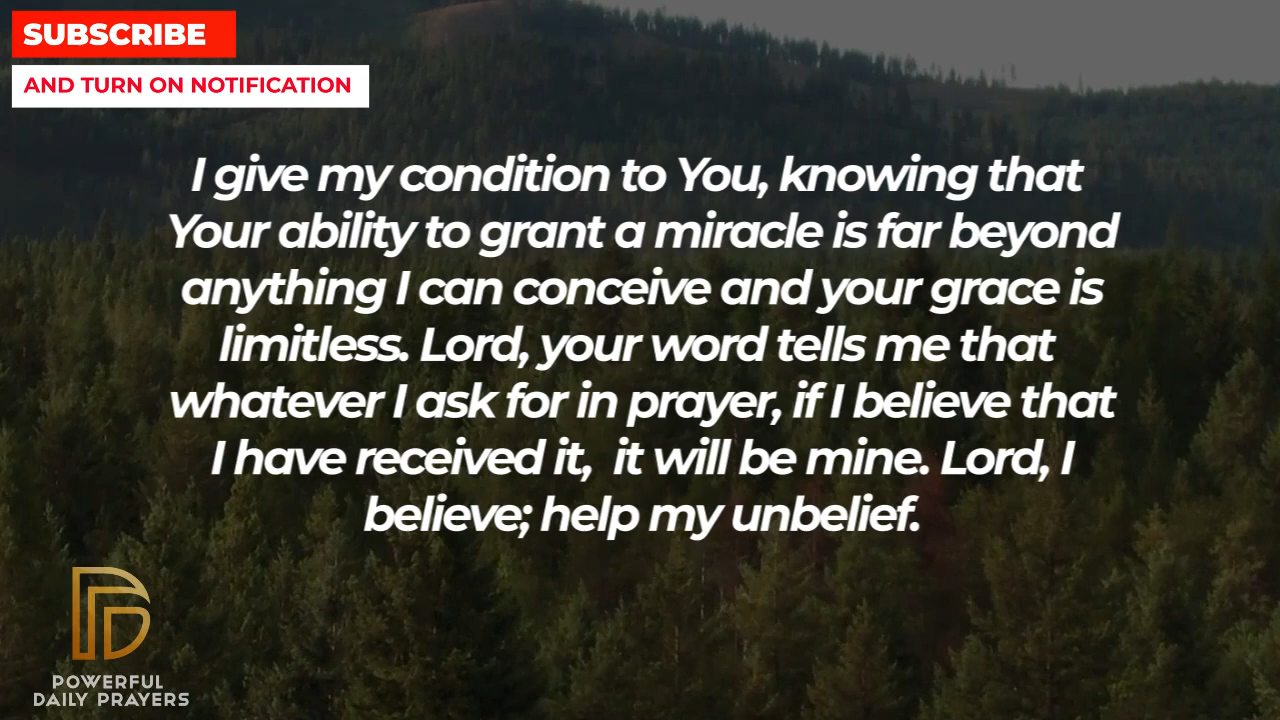 SUBSCRIBE
AND TURN ON NOTIFICATION
I give my condition to You, knowing that
Your ability to grant a miracle is far beyond
anything I can conceive and your grace is
limitless. Lord, your word tells me that
whatever I ask for in prayer, if I believe that
I have received it,  it will be mine. Lord, I
believe; help my unbelief.
POWERFUL
DAILY PRAYERS